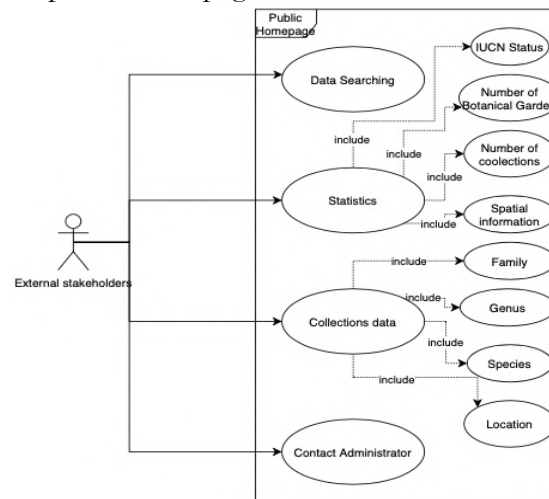 Public
Homepage
IUCN Status
Data Searching
Number of
Botanical Garde
include
include
Number of
coolections
include
Statistics
include
Spatial
information
External stakeholders
include
Family
include
Genus
Collections data
include
Species
include
Location
Contact Administrator